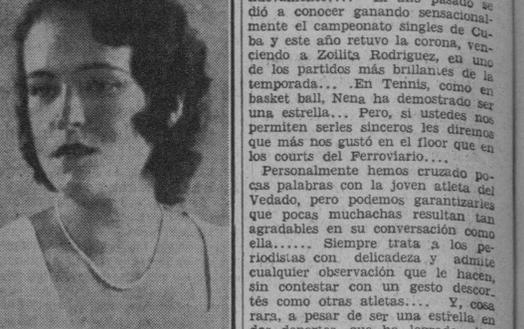 pasado se
dió a conocer ganando sensacional-
mente el campeonato singles de Cu-
ba y este año retuvo la corona, ven-
ciendo a Zoilita Rodriguez, en uno
de los partidos más brillantes de la
temporada... .En Tennis, como en
basket ball, Nena ha demostrado ser
una estrella... Pero, si ustedes nos
permiten serles sinceros les diremos
que más nos gustó en el floor que en
los courts del Ferroviario....
Personalmente hemos cruzado po-
cas palabras con la joven atleta del
Vedado, pero podemos garantizarles
que pocas muchachas resultan tan
agradables en su conversación como
ella...... Siempre trata a los pe-
riodistas con delicadeza y admite
cualquier observación que le hacen,
sin contestar con un gesto descor-
tés como otras atletas.... Y, cosa
rara, a pesar de ser una estrella en